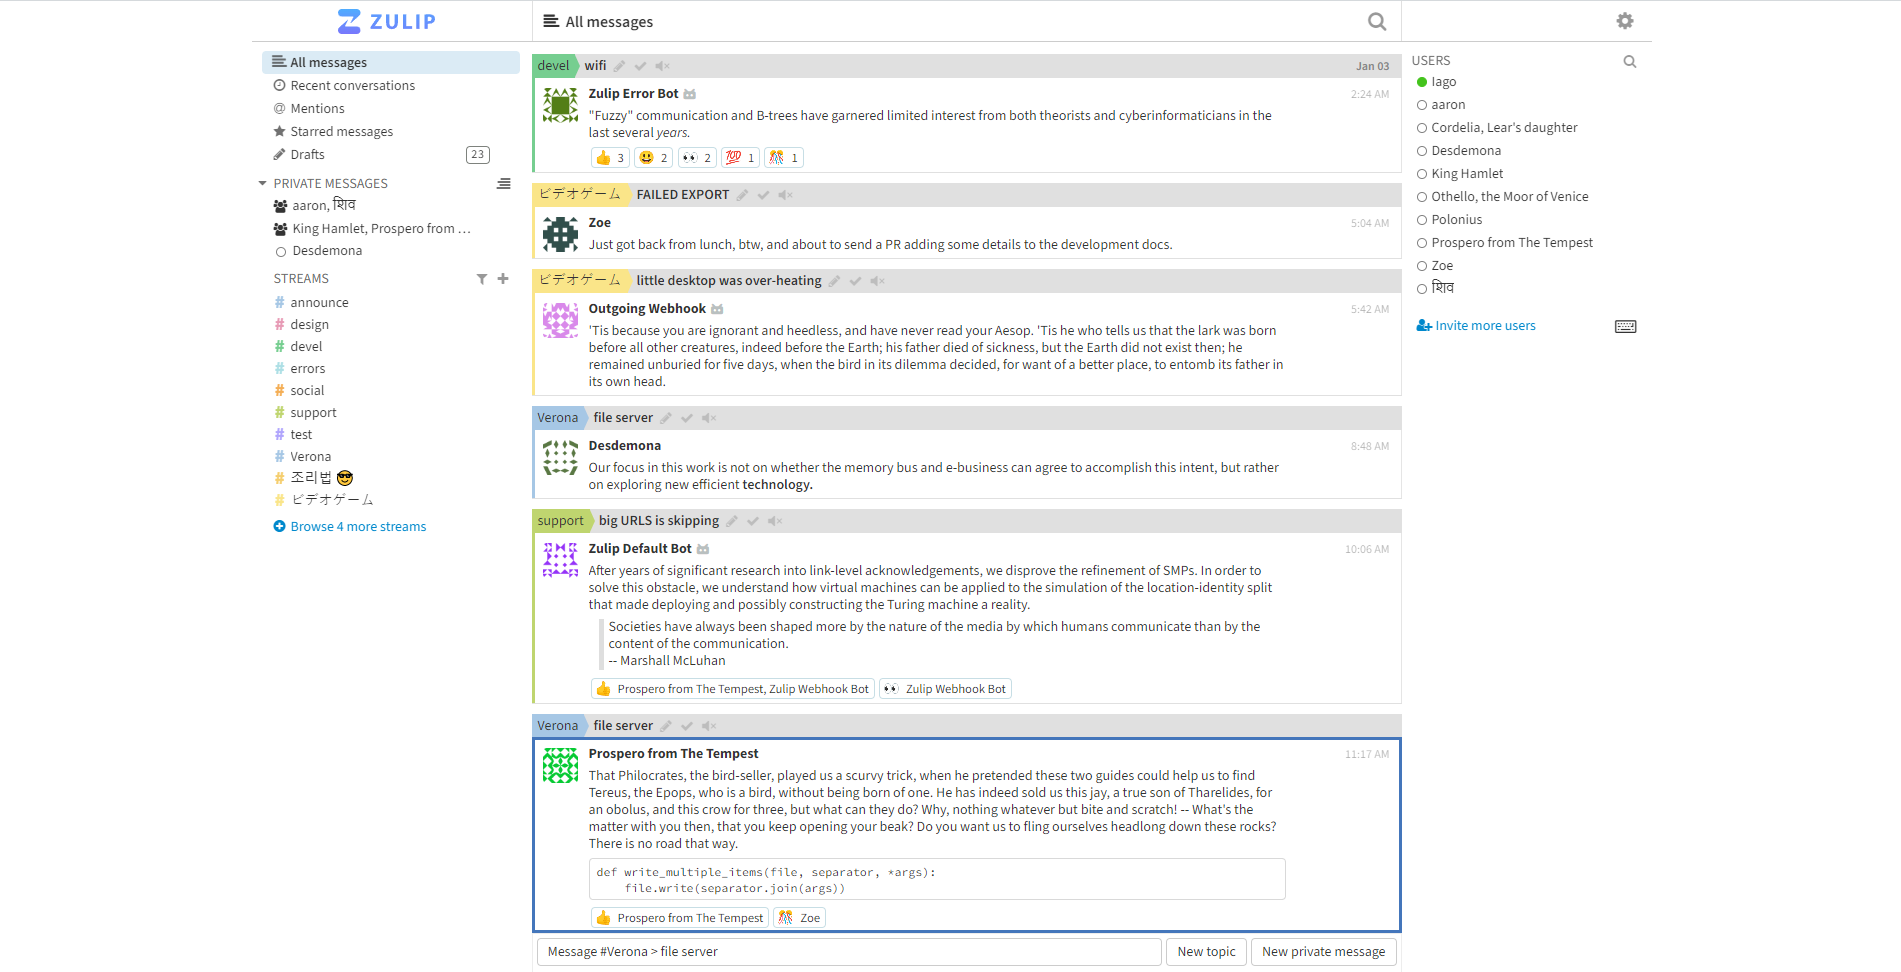 ZULIP
All messages
All messages
Recent conversations
@ Mentions
Starred messages
Drafts
23
PRIVATE MESSAGES
aaron, शिव
King Hamlet, Prospero from …
Desdemona
STREAMS
# announce
# design
# devel
# errors
# social
# support
# test
# Verona
# 조리법 😎
# ビデオゲーム
Browse 4 more streams
devel wifi
Jan 03
Zulip Error Bot
2:24 AM
"Fuzzy" communication and B-trees have garnered limited interest from both theorists and cyberinformaticians in the
last several years.
👍 3 😃 2 👀 2 💯 1 🎊 1
ビデオゲーム FAILED EXPORT
Zoe
5:04 AM
Just got back from lunch, btw, and about to send a PR adding some details to the development docs.
ビデオゲーム little desktop was over-heating
Outgoing Webhook
5:42 AM
'Tis because you are ignorant and heedless, and have never read your Aesop. 'Tis he who tells us that the lark was born
before all other creatures, indeed before the Earth; his father died of sickness, but the Earth did not exist then; he
remained unburied for five days, when the bird in its dilemma decided, for want of a better place, to entomb its father in
its own head.
Verona file server
Desdemona
8:48 AM
Our focus in this work is not on whether the memory bus and e-business can agree to accomplish this intent, but rather
on exploring new efficient technology.
support big URLS is skipping
Zulip Default Bot
10:06 AM
After years of significant research into link-level acknowledgements, we disprove the refinement of SMPs. In order to
solve this obstacle, we understand how virtual machines can be applied to the simulation of the location-identity split
that made deploying and possibly constructing the Turing machine a reality.
Societies have always been shaped more by the nature of the media by which humans communicate than by the
content of the communication.
-- Marshall McLuhan
👍 Prospero from The Tempest, Zulip Webhook Bot 👀 Zulip Webhook Bot
Verona file server
Prospero from The Tempest
11:17 AM
That Philocrates, the bird-seller, played us a scurvy trick, when he pretended these two guides could help us to find
Tereus, the Epops, who is a bird, without being born of one. He has indeed sold us this jay, a true son of Tharelides, for
an obolus, and this crow for three, but what can they do? Why, nothing whatever but bite and scratch! -- What's the
matter with you then, that you keep opening your beak? Do you want us to fling ourselves headlong down these rocks?
There is no road that way.
def write_multiple_items(file, separator, *args):
    file.write(separator.join(args))
👍 Prospero from The Tempest 🎊 Zoe
Message #Verona > file server
New topic
New private message
USERS
Iago
aaron
Cordelia, Lear's daughter
Desdemona
King Hamlet
Othello, the Moor of Venice
Polonius
Prospero from The Tempest
Zoe
शिव
Invite more users